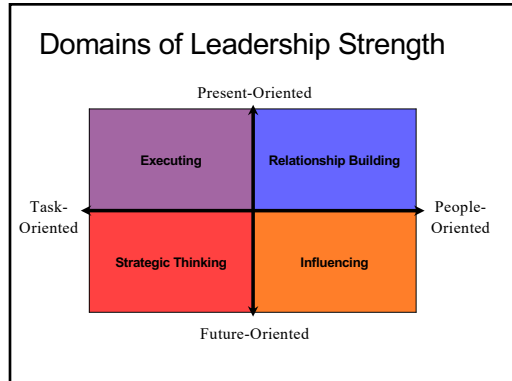 Domains of Leadership Strength
Present-Oriented
Executing
Relationship Building
Task-
Oriented
People-
Oriented
Strategic Thinking
Influencing
Future-Oriented